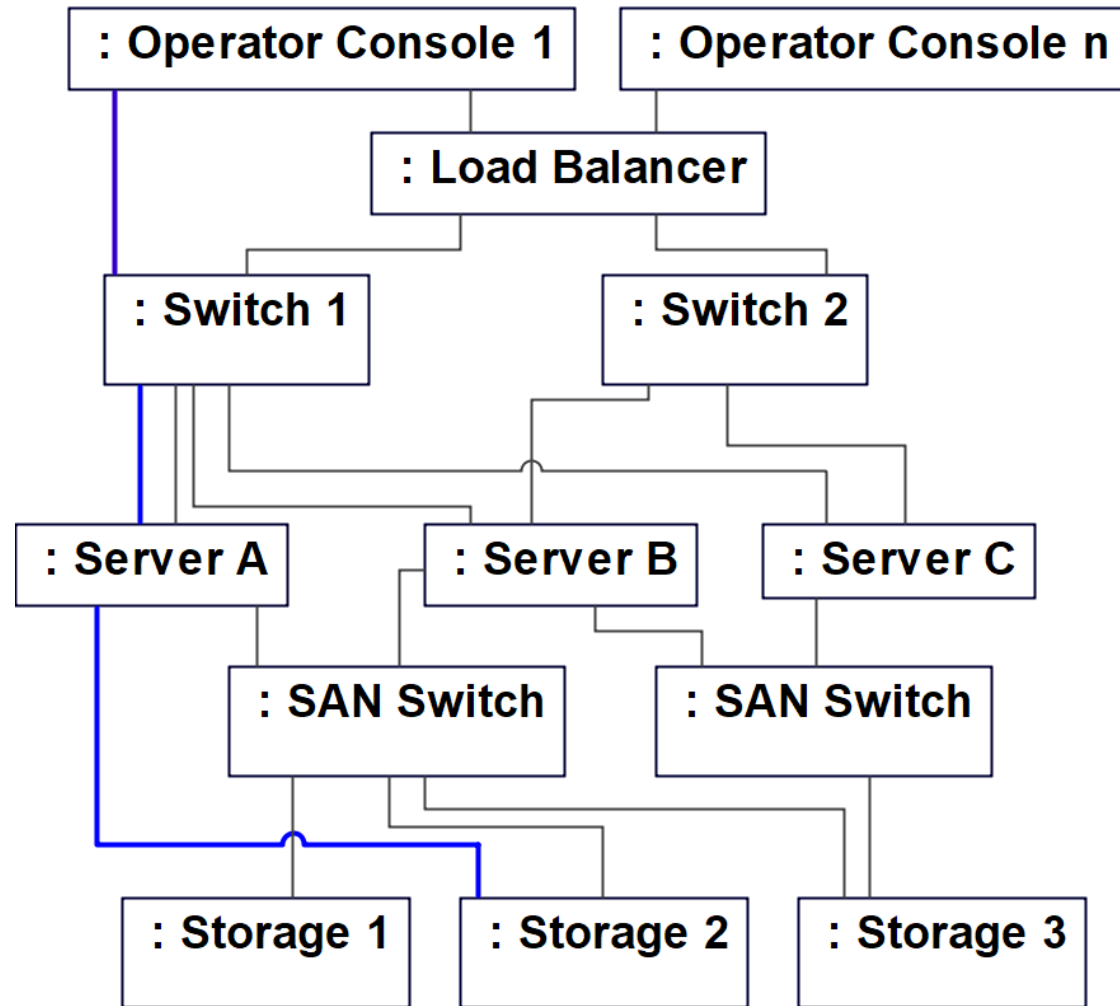 : Operator Console 1
: Operator Console n
: Load Balancer
: Switch 1
: Switch 2
: Server A
: Server B
: Server C
: SAN Switch
: SAN Switch
: Storage 1
: Storage 2
: Storage 3